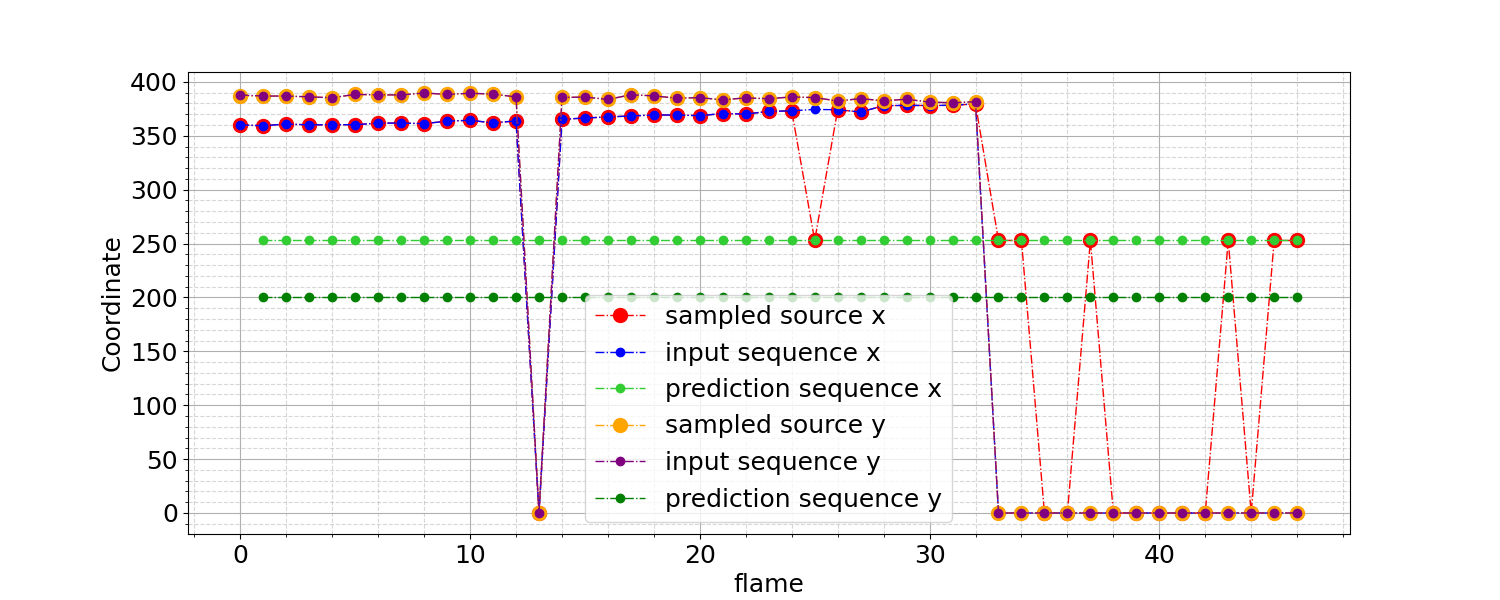 400
350
300
250
200
150
100
50
0
Coordinate
sampled source x
input sequence x
prediction sequence x
sampled source y
input sequence y
prediction sequence y
0 10 20 30 40
flame